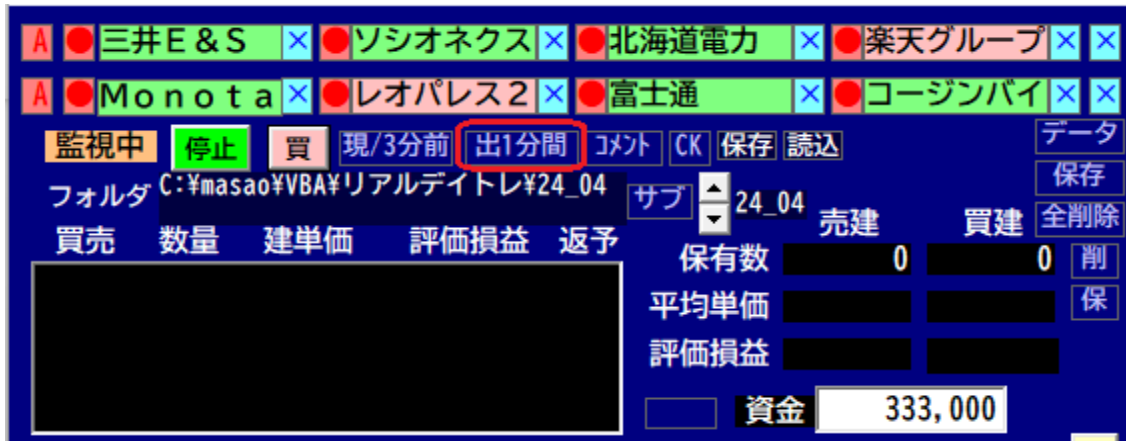 A ●三井E＆S × ●ソシオネクス × ●北海道電力 × ●楽天グループ × ×
A ●Ｍｏｎｏｔａ × ●レオパレス２ × ●富士通 × ●コージンバイ × ×
監視中 停止 買 現/3分前 出1分間 ｺﾒﾝﾄ CK 保存 読込 データ
フォルダ C:¥masao¥VBA¥リアルデイトレ¥24_04 サブ 24_04 保存
売建 買建 全削除
買売 数量 建単価 評価損益 返予
保有数 0 0 削
平均単価 保
評価損益
資金 333,000